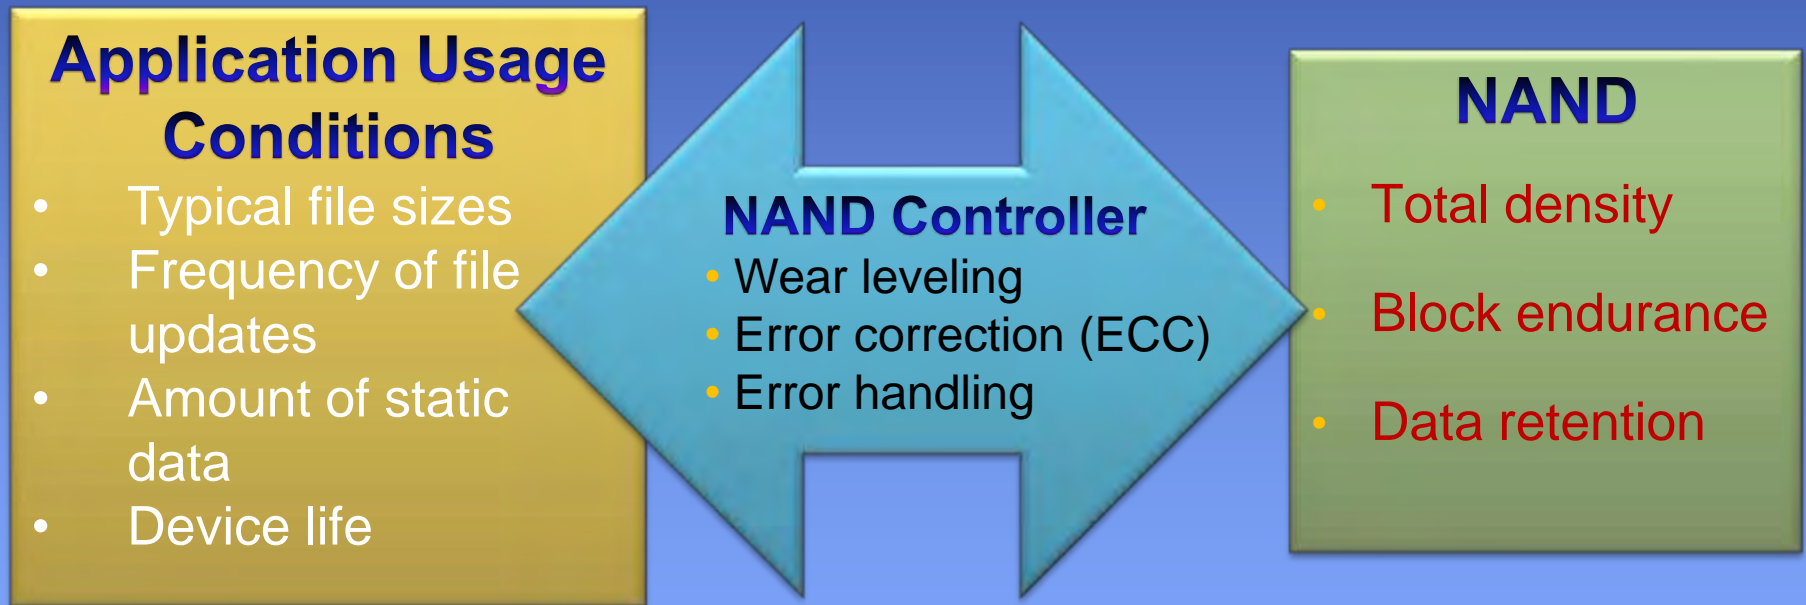 Application Usage
Conditions
• Typical file sizes
• Frequency of file
updates
• Amount of static
data
• Device life
NAND Controller
• Wear leveling
• Error correction (ECC)
• Error handling
NAND
• Total density
• Block endurance
• Data retention